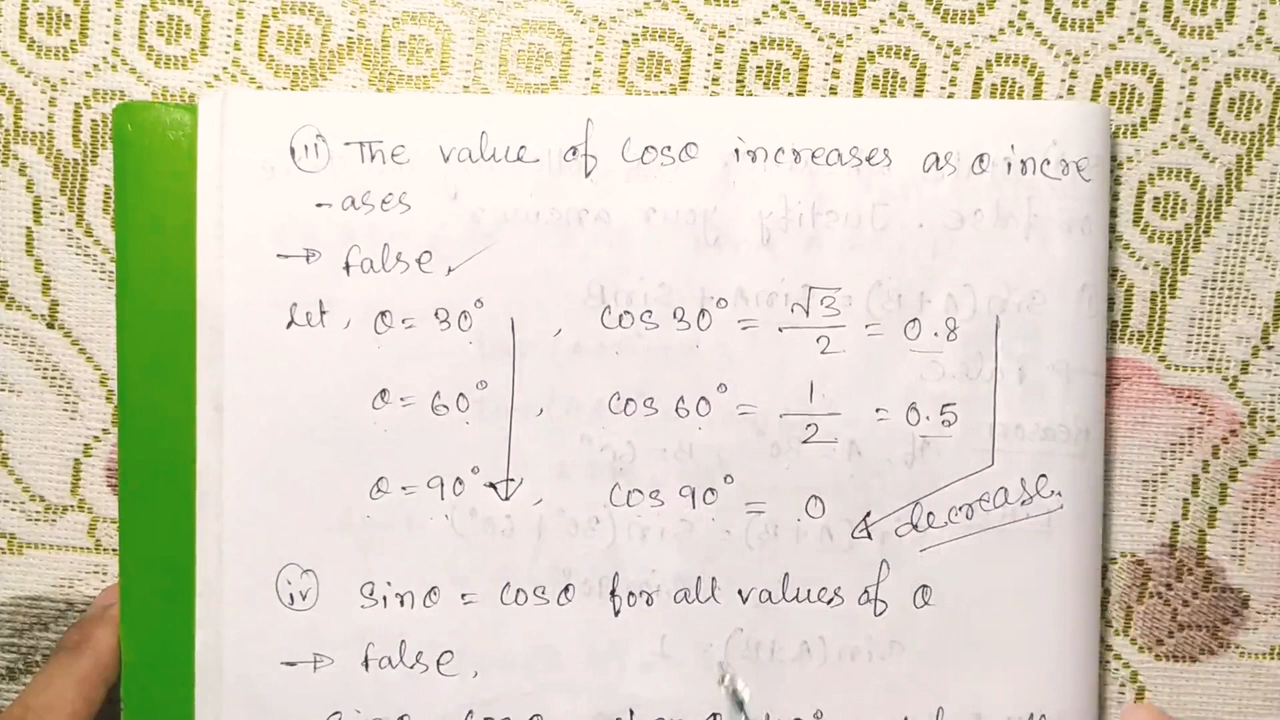 (iii) The value of cosθ increases as θ incre
-ases
→ false, ✓
Let, θ = 30° , cos 30° = √3/2 = 0.8
θ = 60° , cos 60° = 1/2 = 0.5
θ = 90° , cos 90° = 0
decrease.
(iv) sinθ = cosθ for all values of θ
→ false,